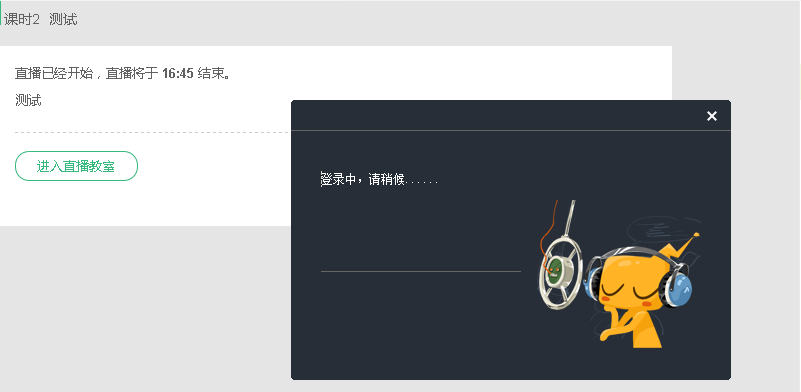 课时2 测试
直播已经开始，直播将于 16:45 结束。
测试
进入直播教室
登录中，请稍候......